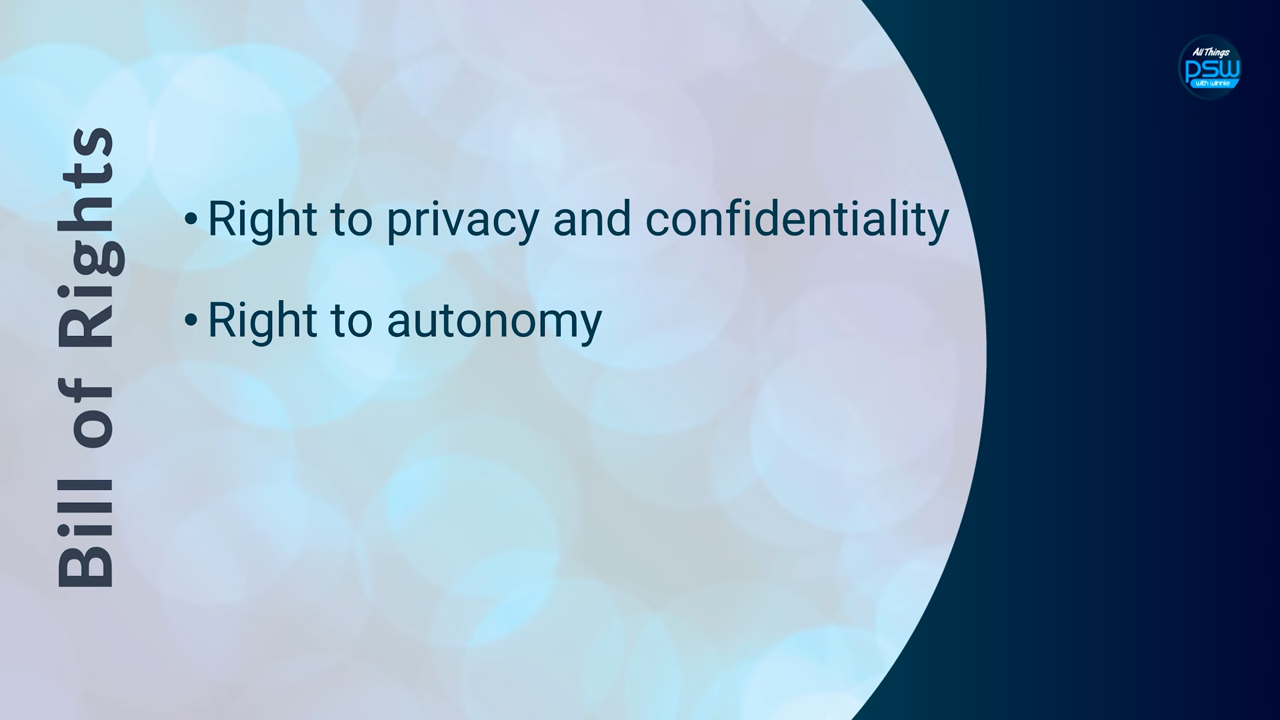 Bill of Rights
• Right to privacy and confidentiality
• Right to autonomy
All Things
PSW
with winnie